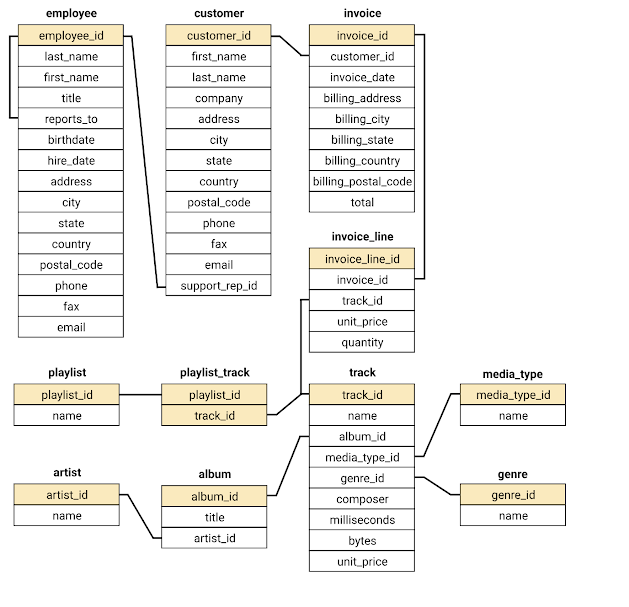 employee
employee_id
last_name
first_name
title
reports_to
birthdate
hire_date
address
city
state
country
postal_code
phone
fax
email
customer
customer_id
first_name
last_name
company
address
city
state
country
postal_code
phone
fax
email
support_rep_id
invoice
invoice_id
customer_id
invoice_date
billing_address
billing_city
billing_state
billing_country
billing_postal_code
total
invoice_line
invoice_line_id
invoice_id
track_id
unit_price
quantity
playlist
playlist_id
name
playlist_track
playlist_id
track_id
track
track_id
name
album_id
media_type_id
genre_id
composer
milliseconds
bytes
unit_price
media_type
media_type_id
name
artist
artist_id
name
album
album_id
title
artist_id
genre
genre_id
name